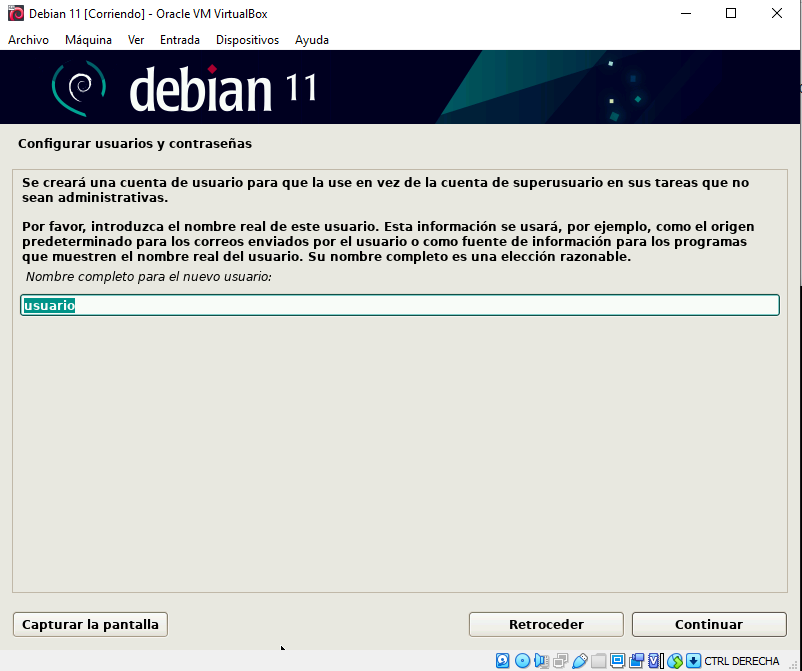 Debian 11 [Corriendo] - Oracle VM VirtualBox
Archivo Máquina Ver Entrada Dispositivos Ayuda
debian 11
Configurar usuarios y contraseñas
Se creará una cuenta de usuario para que la use en vez de la cuenta de superusuario en sus tareas que no
sean administrativas.
Por favor, introduzca el nombre real de este usuario. Esta información se usará, por ejemplo, como el origen
predeterminado para los correos enviados por el usuario o como fuente de información para los programas
que muestren el nombre real del usuario. Su nombre completo es una elección razonable.
Nombre completo para el nuevo usuario:
usuario
Capturar la pantalla Retroceder Continuar
CTRL DERECHA